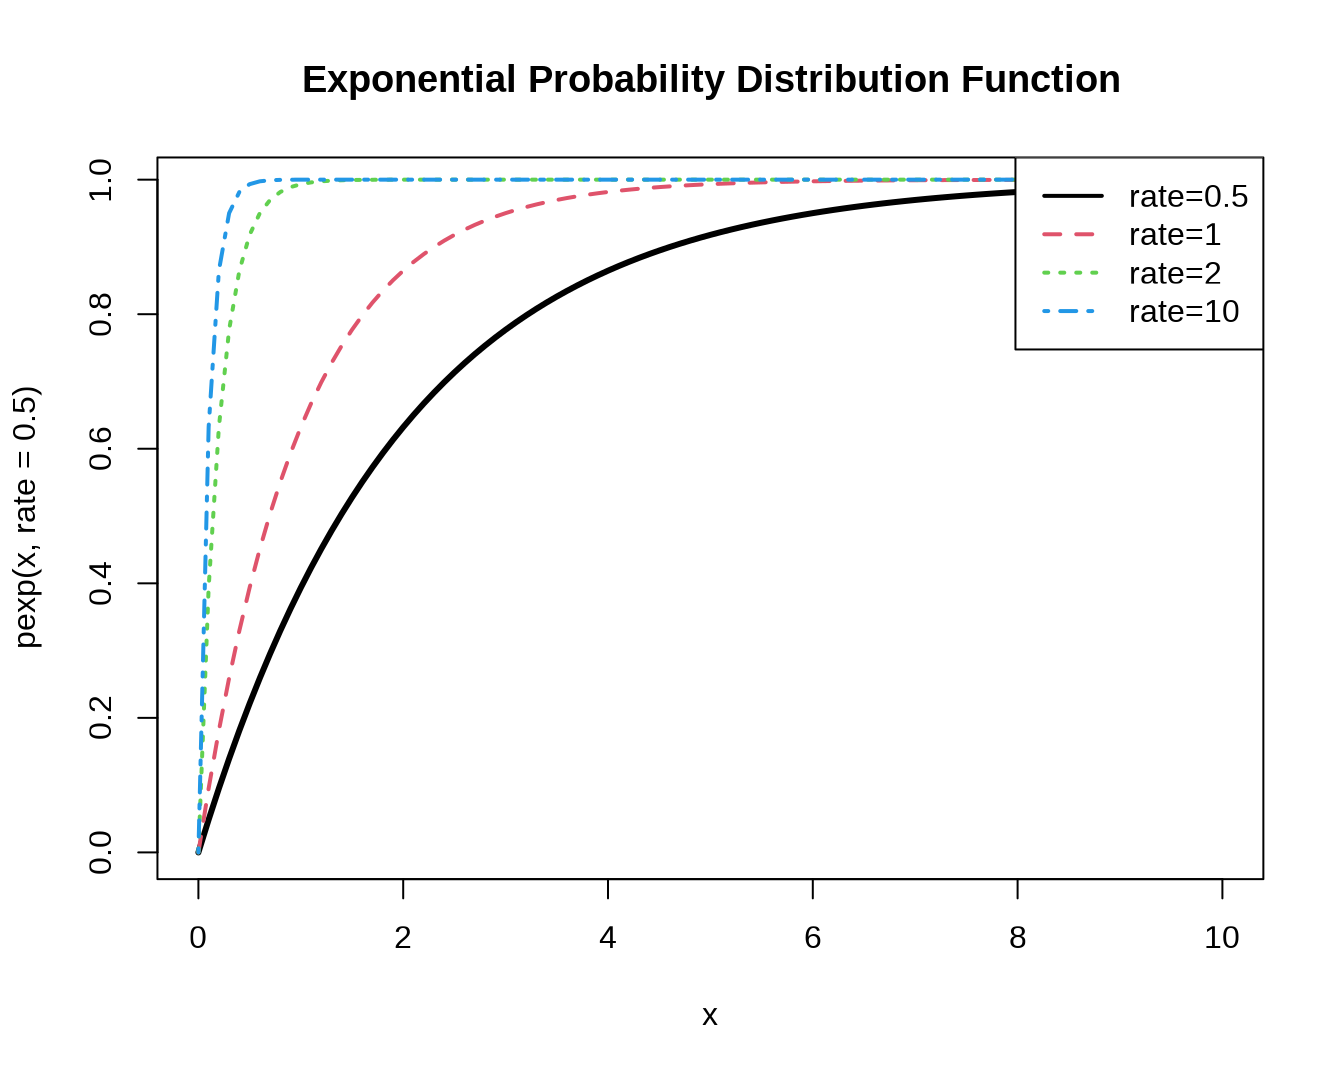 Exponential Probability Distribution Function
pexp(x, rate = 0.5)
1.0
0.8
0.6
0.4
0.2
0.0
rate=0.5
rate=1
rate=2
rate=10
0 2 4 6 8 10
x